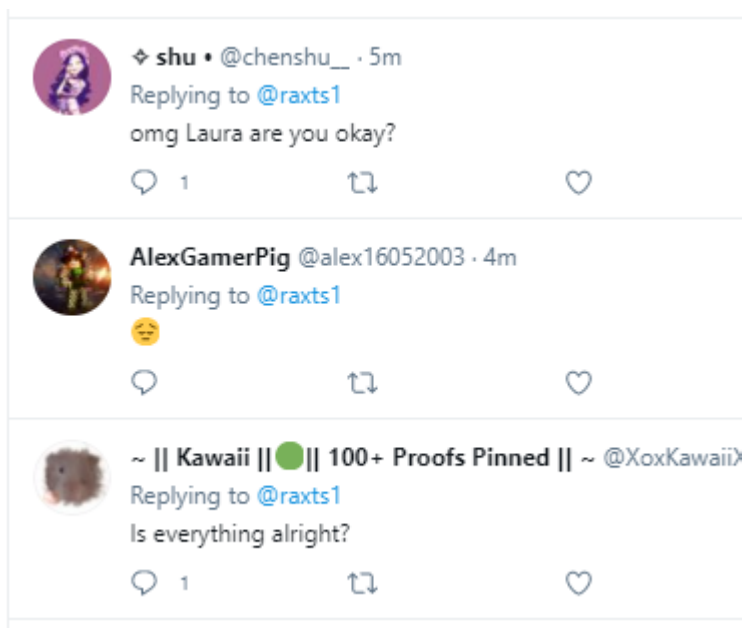 ✧ shu • @chenshu__ · 5m
Replying to @raxts1
omg Laura are you okay?
1
AlexGamerPig @alex16052003 · 4m
Replying to @raxts1
😔
~ || Kawaii ||🟢|| 100+ Proofs Pinned || ~ @XoxKawaiiX
Replying to @raxts1
Is everything alright?
1